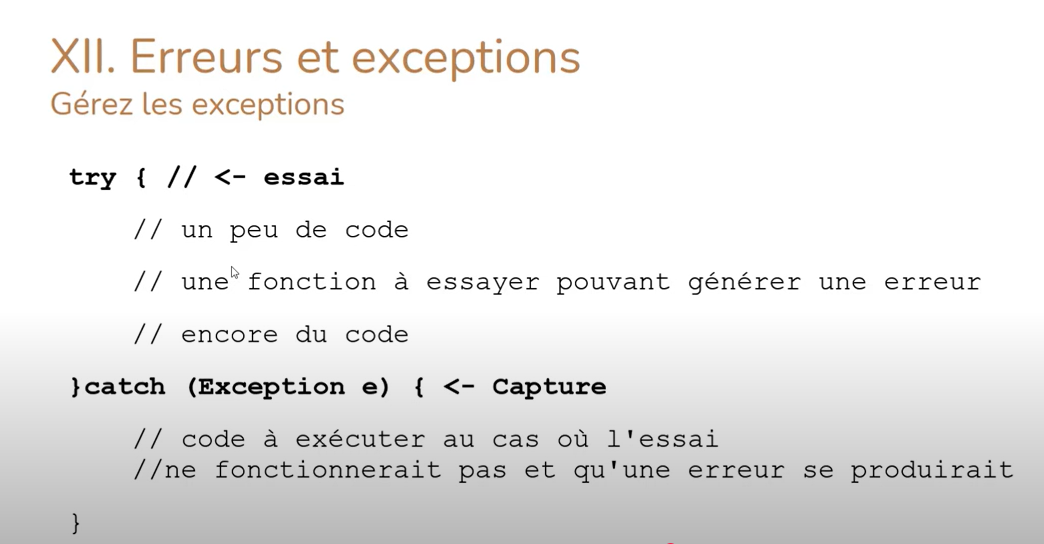 XII. Erreurs et exceptions
Gérez les exceptions
try { // <- essai
// un peu de code
// une fonction à essayer pouvant générer une erreur
// encore du code
}catch (Exception e) { <- Capture
// code à exécuter au cas où l'essai
//ne fonctionnerait pas et qu'une erreur se produirait
}